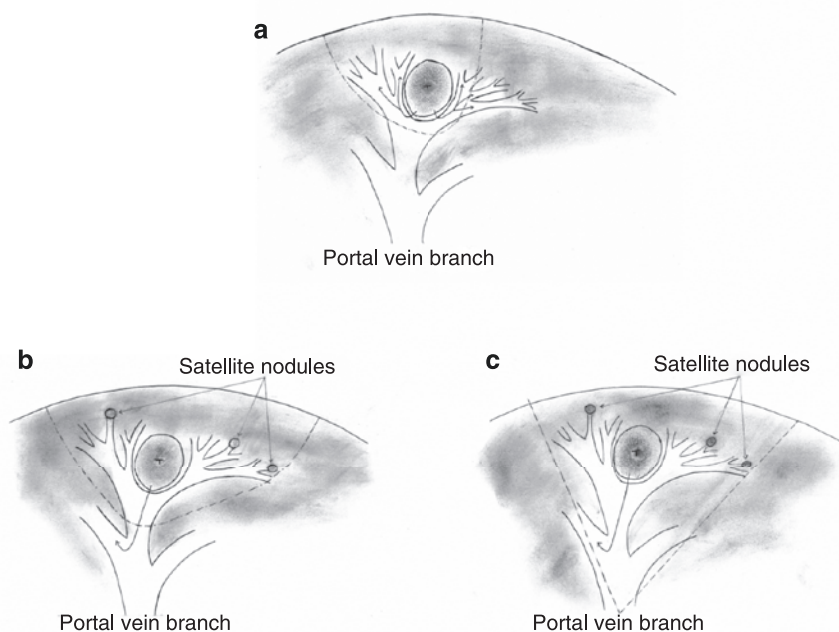 a
Portal vein branch
b
Satellite nodules
Portal vein branch
c
Satellite nodules
Portal vein branch